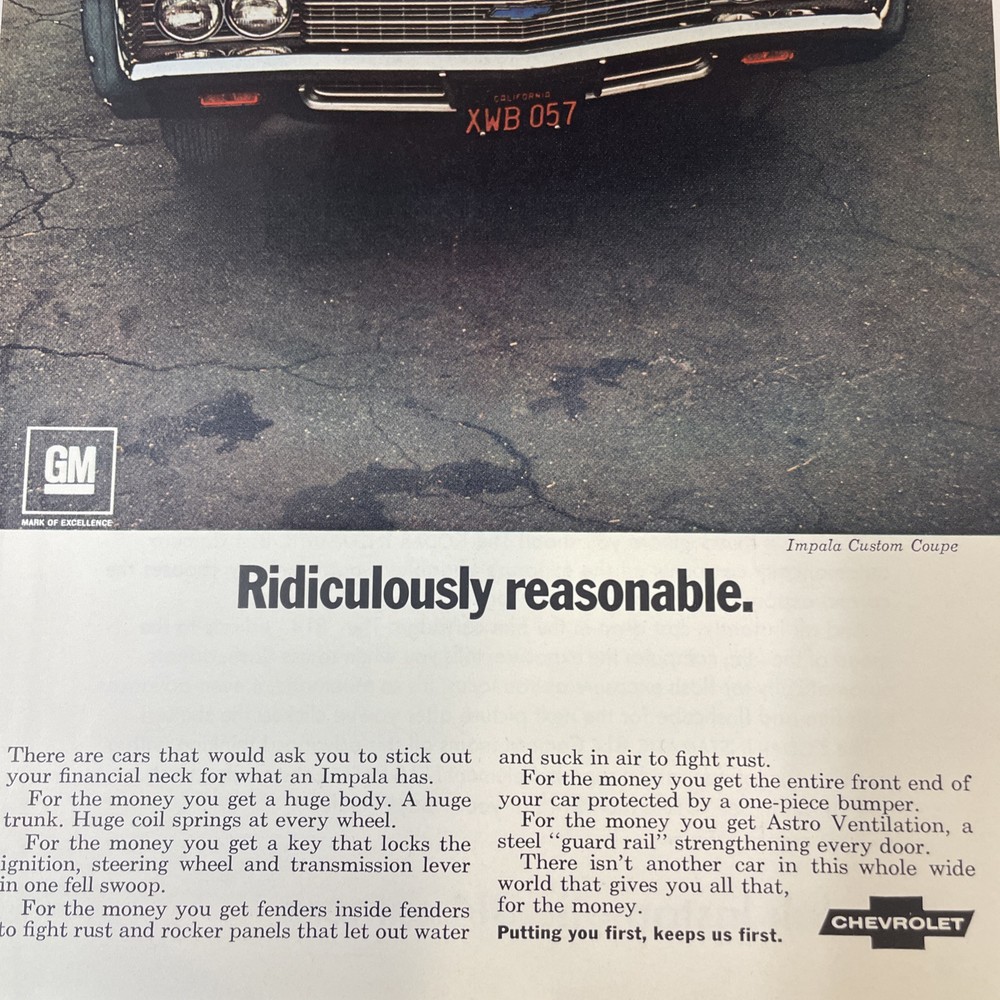 CALIFORNIA
XWB 057
GM
MARK OF EXCELLENCE
Impala Custom Coupe
Ridiculously reasonable.
There are cars that would ask you to stick out
your financial neck for what an Impala has.
For the money you get a huge body. A huge
trunk. Huge coil springs at every wheel.
For the money you get a key that locks the
ignition, steering wheel and transmission lever
in one fell swoop.
For the money you get fenders inside fenders
to fight rust and rocker panels that let out water
and suck in air to fight rust.
For the money you get the entire front end of
your car protected by a one-piece bumper.
For the money you get Astro Ventilation, a
steel “guard rail” strengthening every door.
There isn't another car in this whole wide
world that gives you all that,
for the money.
Putting you first, keeps us first.
CHEVROLET